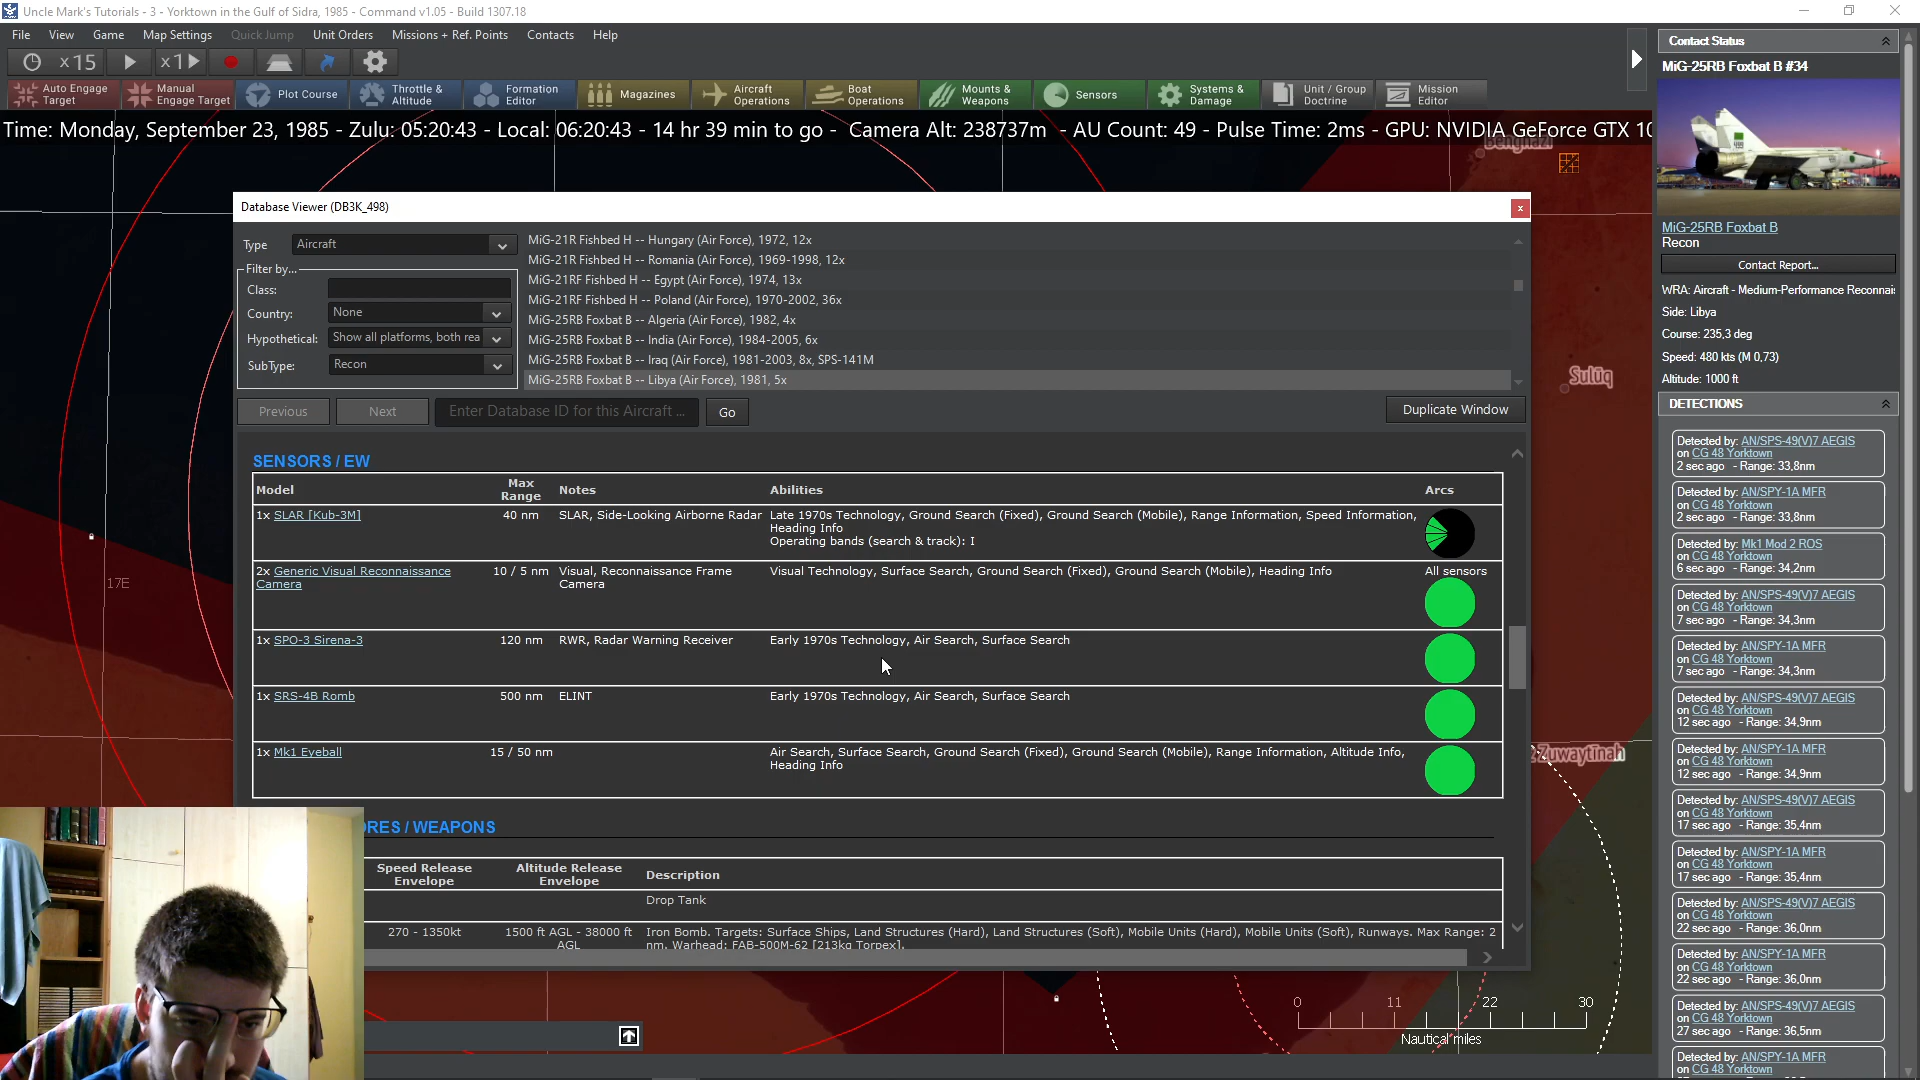 Uncle Mark's Tutorials - 3 - Yorktown in the Gulf of Sidra, 1985 - Command v1.05 - Build 1307.18
File View Game Map Settings Quick Jump Unit Orders Missions + Ref. Points Contacts Help
x 15 x 1
Auto Engage Target Manual Engage Target Plot Course Throttle & Altitude Formation Editor Magazines Aircraft Operations Boat Operations Mounts & Weapons Sensors Systems & Damage Unit / Group Doctrine Mission Editor
Time: Monday, September 23, 1985 - Zulu: 05:20:43 - Local: 06:20:43 - 14 hr 39 min to go - Camera Alt: 238737m - AU Count: 49 - Pulse Time: 2ms - GPU: NVIDIA GeForce GTX 10
Benghazi
Sulūq
Zuwaytīnah
17E
Database Viewer (DB3K_498)
x
Type Aircraft
Filter by...
Class:
Country: None
Hypothetical: Show all platforms, both rea
SubType: Recon
MiG-21R Fishbed H -- Hungary (Air Force), 1972, 12x
MiG-21R Fishbed H -- Romania (Air Force), 1969-1998, 12x
MiG-21RF Fishbed H -- Egypt (Air Force), 1974, 13x
MiG-21RF Fishbed H -- Poland (Air Force), 1970-2002, 36x
MiG-25RB Foxbat B -- Algeria (Air Force), 1982, 4x
MiG-25RB Foxbat B -- India (Air Force), 1984-2005, 6x
MiG-25RB Foxbat B -- Iraq (Air Force), 1981-2003, 8x, SPS-141M
MiG-25RB Foxbat B -- Libya (Air Force), 1981, 5x
Previous Next Enter Database ID for this Aircraft ... Go Duplicate Window
SENSORS / EW
Model Max Range Notes Abilities Arcs
1x SLAR [Kub-3M] 40 nm SLAR, Side-Looking Airborne Radar Late 1970s Technology, Ground Search (Fixed), Ground Search (Mobile), Range Information, Speed Information,
Heading Info
Operating bands (search & track): I
2x Generic Visual Reconnaissance 10 / 5 nm Visual, Reconnaissance Frame Visual Technology, Surface Search, Ground Search (Fixed), Ground Search (Mobile), Heading Info All sensors
Camera Camera
1x SPO-3 Sirena-3 120 nm RWR, Radar Warning Receiver Early 1970s Technology, Air Search, Surface Search
1x SRS-4B Romb 500 nm ELINT Early 1970s Technology, Air Search, Surface Search
1x Mk1 Eyeball 15 / 50 nm Air Search, Surface Search, Ground Search (Fixed), Ground Search (Mobile), Range Information, Altitude Info,
Heading Info
ORES / WEAPONS
Speed Release Envelope Altitude Release Envelope Description
Drop Tank
270 - 1350kt 1500 ft AGL - 38000 ft Iron Bomb. Targets: Surface Ships, Land Structures (Hard), Land Structures (Soft), Mobile Units (Hard), Mobile Units (Soft), Runways. Max Range: 2
AGL nm. Warhead: FAB-500M-62 [213kg Torpex].
0 11 22 30
Nautical miles
Contact Status
MiG-25RB Foxbat B #34
MiG-25RB Foxbat B
Recon
Contact Report...
WRA: Aircraft - Medium-Performance Reconnais
Side: Libya
Course: 235,3 deg
Speed: 480 kts (M 0,73)
Altitude: 1000 ft
DETECTIONS
Detected by: AN/SPS-49(V)7 AEGIS
on CG 48 Yorktown
2 sec ago - Range: 33,8nm
Detected by: AN/SPY-1A MFR
on CG 48 Yorktown
2 sec ago - Range: 33,8nm
Detected by: Mk1 Mod 2 ROS
on CG 48 Yorktown
6 sec ago - Range: 34,2nm
Detected by: AN/SPS-49(V)7 AEGIS
on CG 48 Yorktown
7 sec ago - Range: 34,3nm
Detected by: AN/SPY-1A MFR
on CG 48 Yorktown
7 sec ago - Range: 34,3nm
Detected by: AN/SPS-49(V)7 AEGIS
on CG 48 Yorktown
12 sec ago - Range: 34,9nm
Detected by: AN/SPY-1A MFR
on CG 48 Yorktown
12 sec ago - Range: 34,9nm
Detected by: AN/SPS-49(V)7 AEGIS
on CG 48 Yorktown
17 sec ago - Range: 35,4nm
Detected by: AN/SPY-1A MFR
on CG 48 Yorktown
17 sec ago - Range: 35,4nm
Detected by: AN/SPS-49(V)7 AEGIS
on CG 48 Yorktown
22 sec ago - Range: 36,0nm
Detected by: AN/SPY-1A MFR
on CG 48 Yorktown
22 sec ago - Range: 36,0nm
Detected by: AN/SPS-49(V)7 AEGIS
on CG 48 Yorktown
27 sec ago - Range: 36,5nm
Detected by: AN/SPY-1A MFR
on CG 48 Yorktown